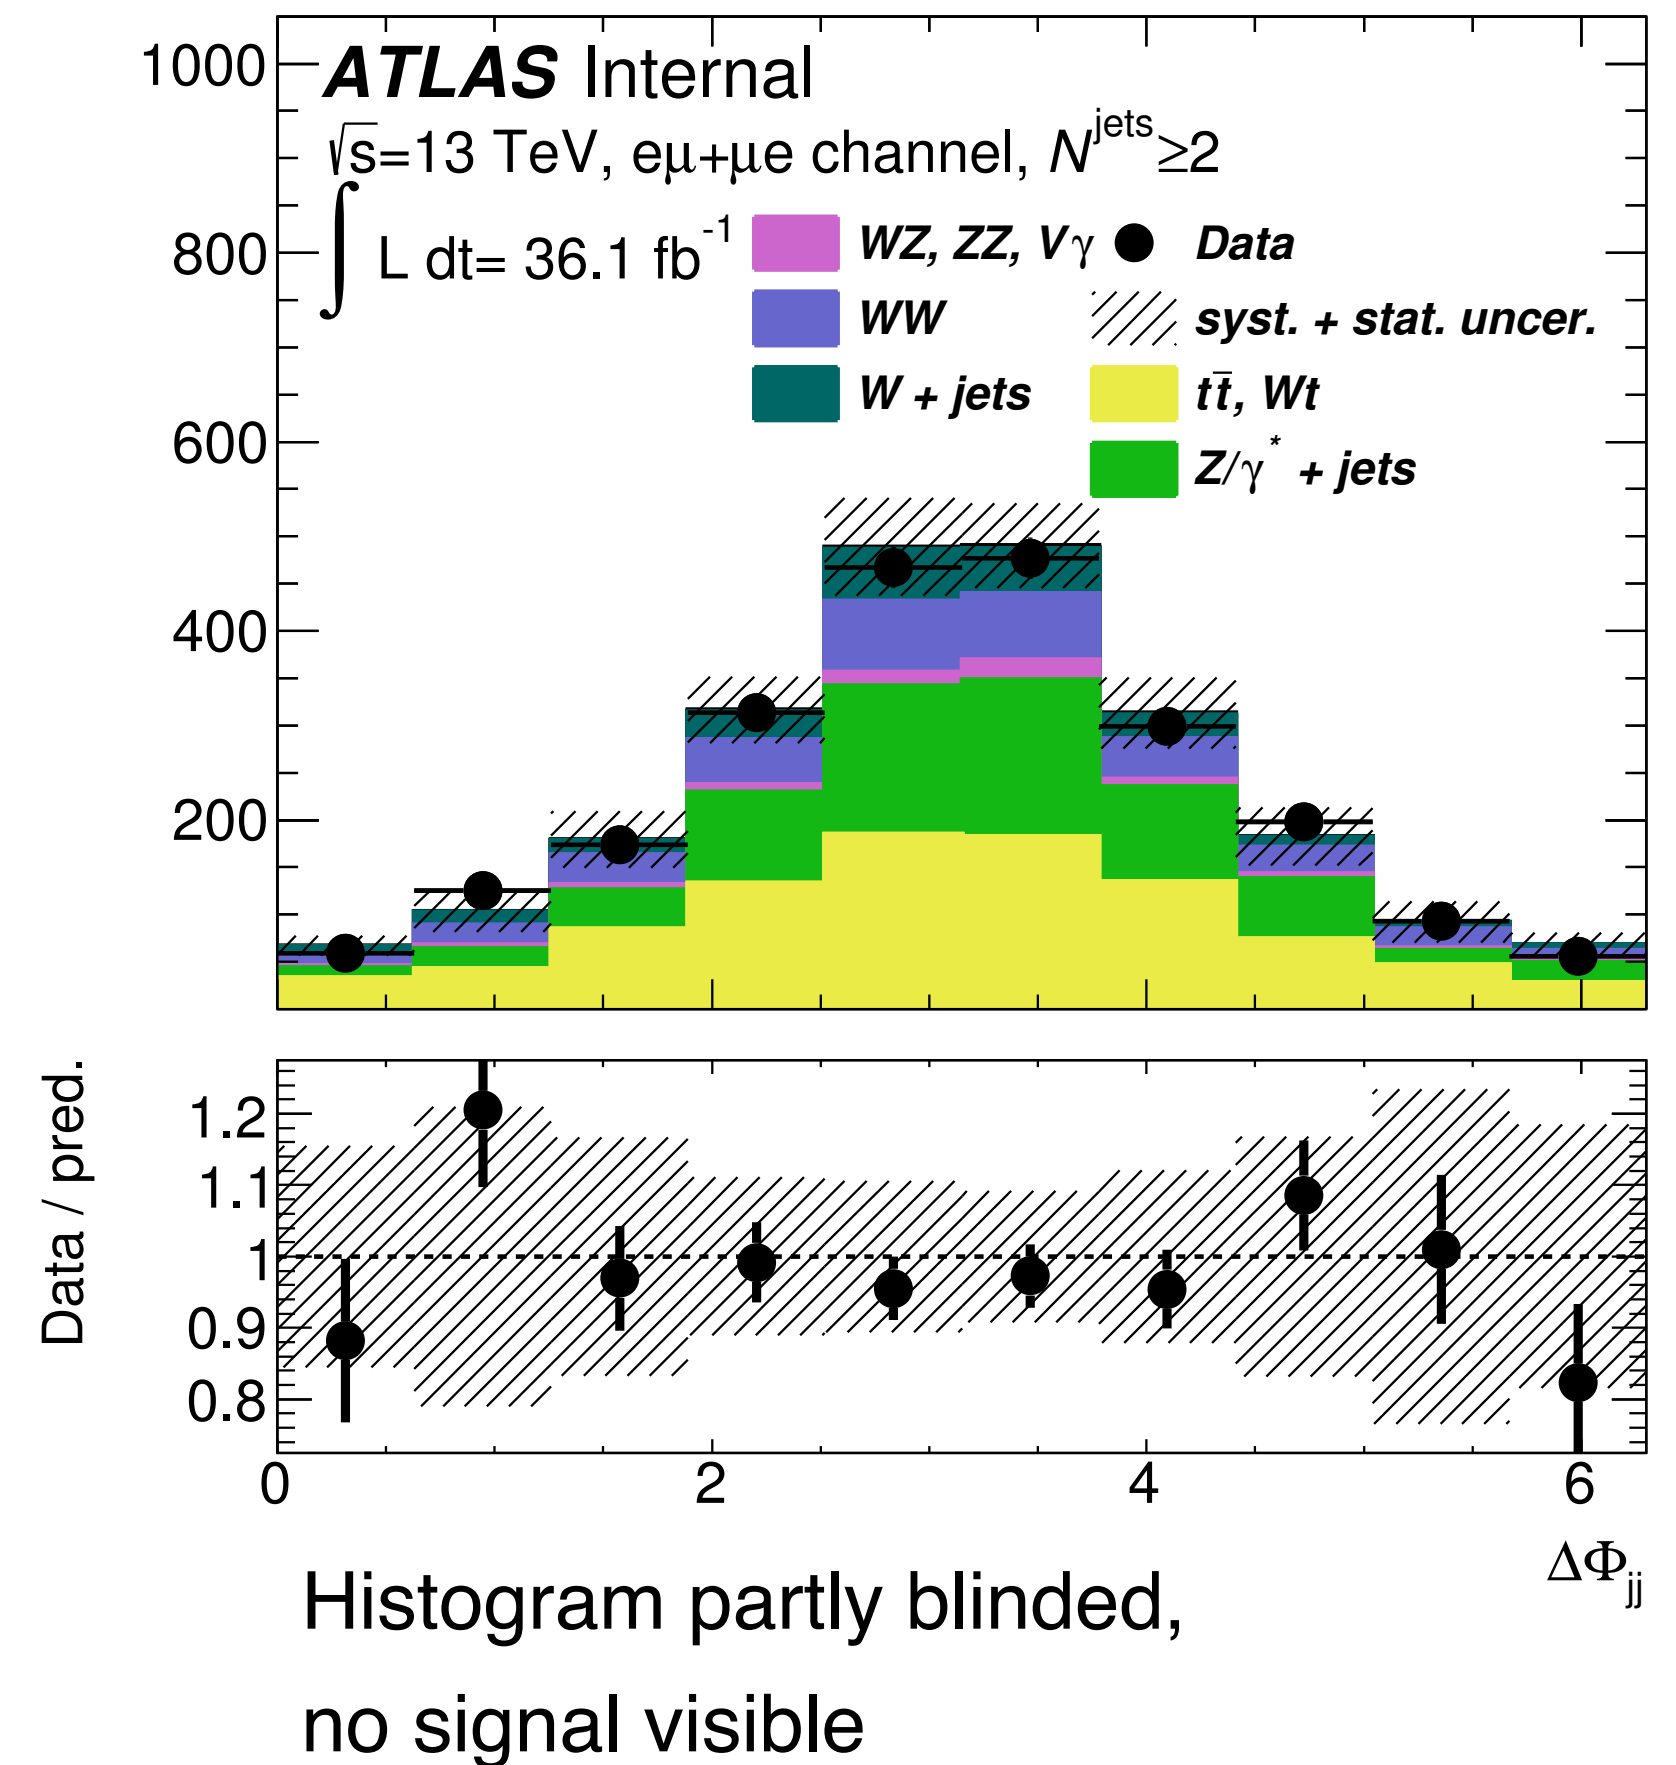 ATLAS Internal
√s=13 TeV, eμ+μe channel, N^jets≥2
∫ L dt= 36.1 fb^-1
WZ, ZZ, Vγ
Data
WW
syst. + stat. uncer.
W + jets
tt̄, Wt
Z/γ* + jets
1000
800
600
400
200
Data / pred.
1.2
1.1
1
0.9
0.8
0 2 4 6
ΔΦ_jj
Histogram partly blinded,
no signal visible